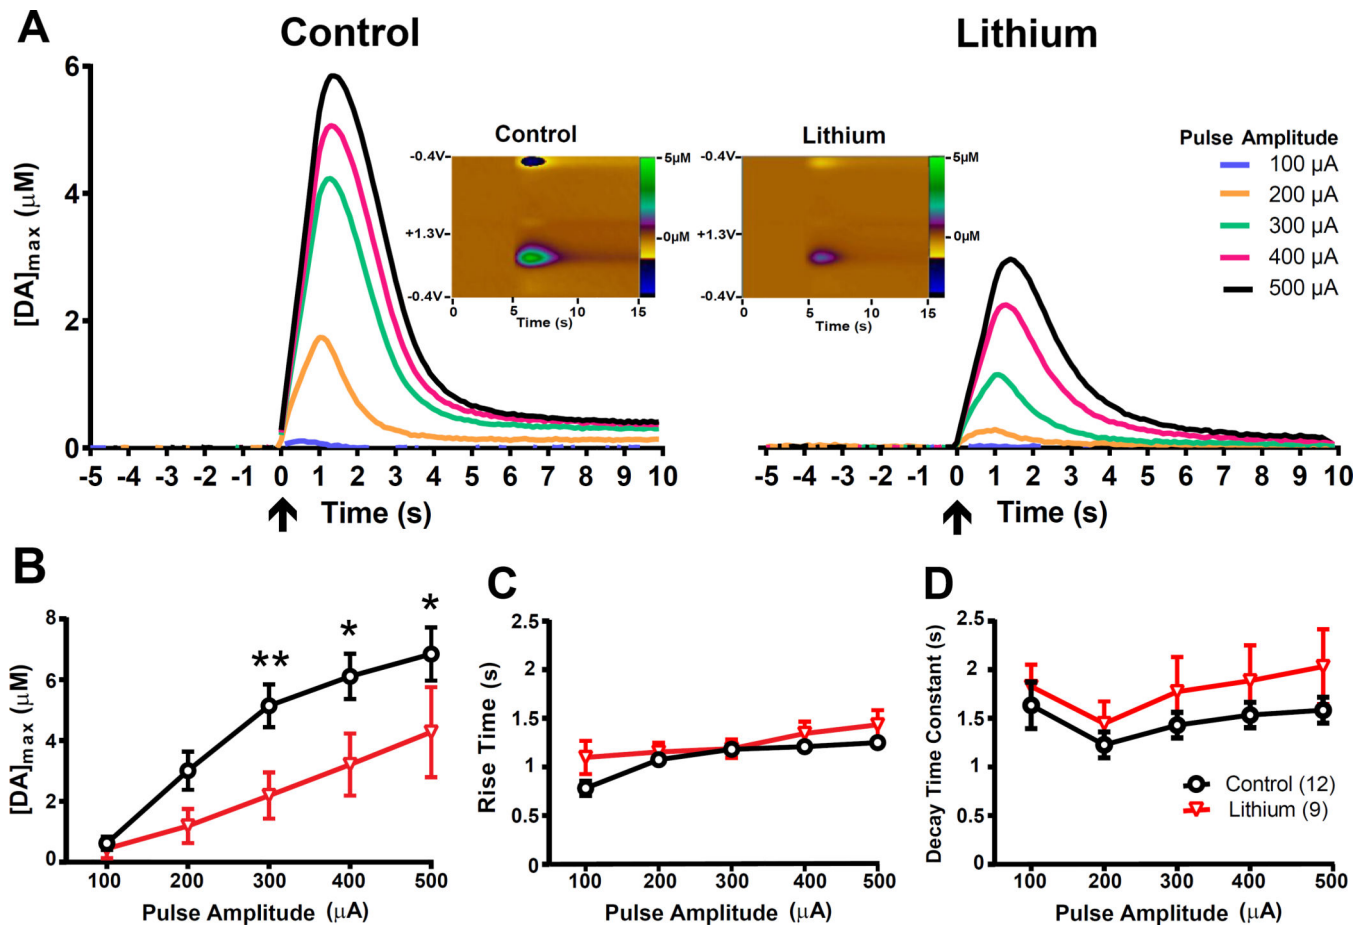 A
Control
Lithium
[DA]max (μM)
6
4
2
0
-5 -4 -3 -2 -1 0 1 2 3 4 5 6 7 8 9 10
Time (s)
Control
-0.4V
+1.3V
-0.4V
5μM
0μM
0 5 10 15
Time (s)
Lithium
-0.4V
+1.3V
-0.4V
5μM
0μM
0 5 10 15
Time (s)
Pulse Amplitude
100 μA
200 μA
300 μA
400 μA
500 μA
-5 -4 -3 -2 -1 0 1 2 3 4 5 6 7 8 9 10
Time (s)
B
[DA]max (μM)
8
6
4
2
0
** * *
100 200 300 400 500
Pulse Amplitude (μA)
C
Rise Time (s)
2.5
2
1.5
1
0.5
0
100 200 300 400 500
Pulse Amplitude (μA)
D
Decay Time Constant (s)
2.5
2
1.5
1
0.5
0
Control (12)
Lithium (9)
100 200 300 400 500
Pulse Amplitude (μA)